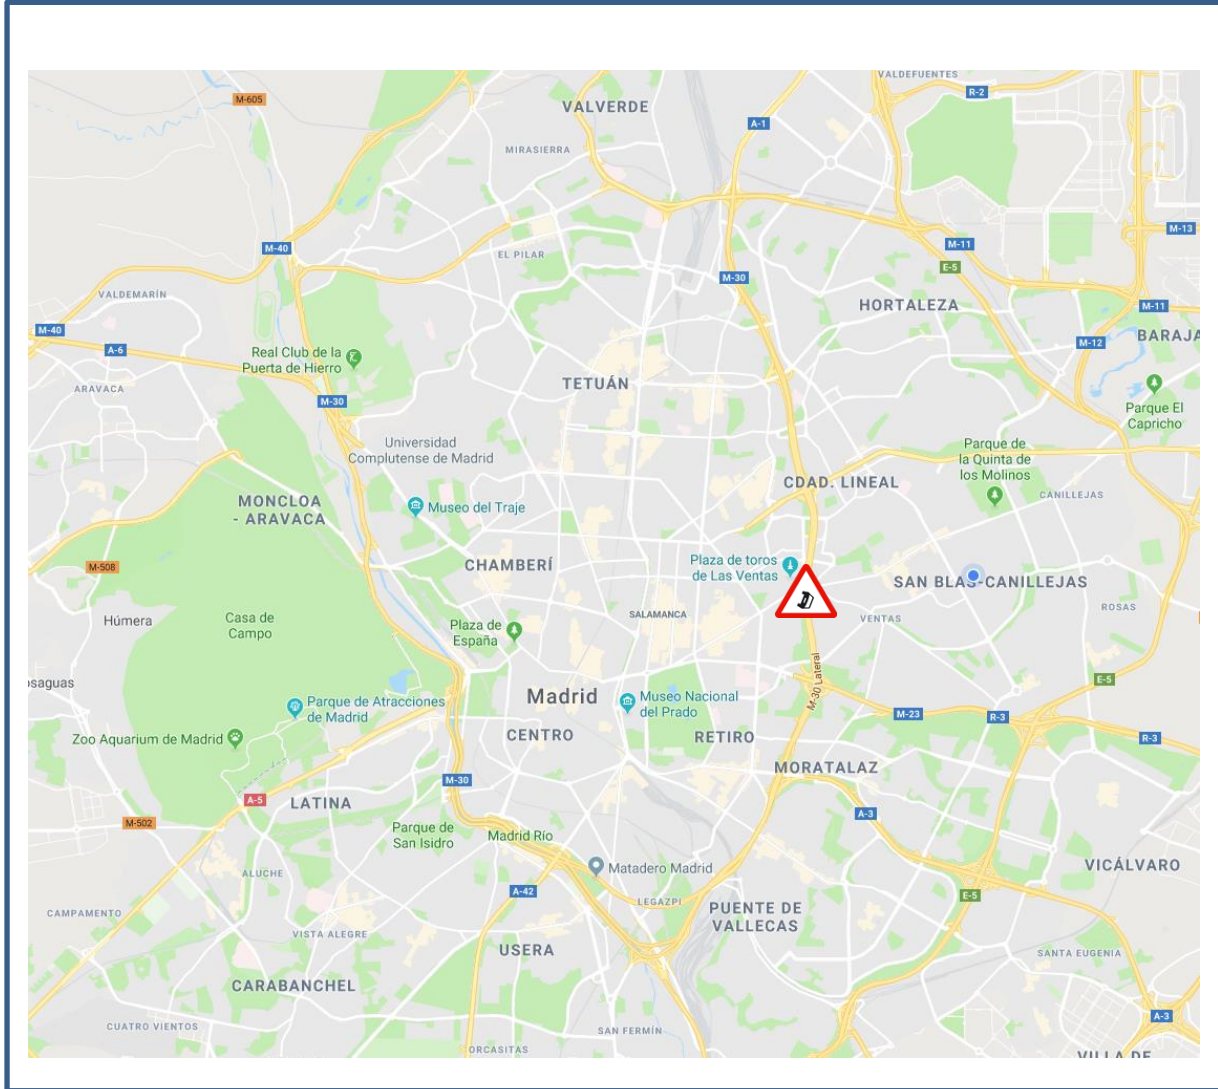 VALDEFUENTES
M-605
R-2
VALVERDE
A-1
MIRASIERRA
M-13
M-40
M-11
EL PILAR
E-5
M-30
VALDEMARÍN
HORTALEZA
M-11
M-40
A-6
M-12
BARAJA
Real Club de la
Puerta de Hierro
TETUÁN
ARAVACA
M-30
Parque El
Capricho
Universidad
Complutense de Madrid
Parque de
la Quinta de
los Molinos
CDAD. LINEAL
CANILLEJAS
MONCLOA
- ARAVACA
Museo del Traje
CHAMBERÍ
Plaza de toros
de Las Ventas
M-508
SAN BLAS-CANILLEJAS
ROSAS
Húmera
Casa de
Campo
SALAMANCA
VENTAS
Plaza de
España
M-30 Lateral
osaguas
E-5
Parque de Atracciones
de Madrid
Madrid
Museo Nacional
del Prado
M-23
R-3
Zoo Aquarium de Madrid
CENTRO
RETIRO
R-3
MORATALAZ
M-30
A-5
LATINA
A-3
M-502
Parque de
San Isidro
Madrid Río
VICÁLVARO
ALUCHE
Matadero Madrid
A-42
E-5
LEGAZPI
CAMPAMENTO
PUENTE DE
VALLECAS
VISTA ALEGRE
USERA
SANTA EUGENIA
CARABANCHEL
A-3
CUATRO VIENTOS
SAN FERMÍN
ORCASITAS
VILLA DE